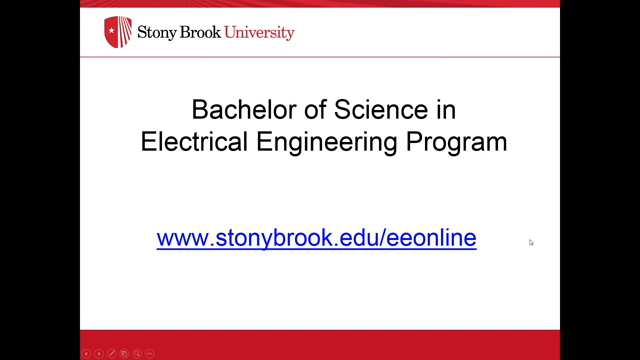 Stony Brook University
Bachelor of Science in
Electrical Engineering Program
www.stonybrook.edu/eeonline